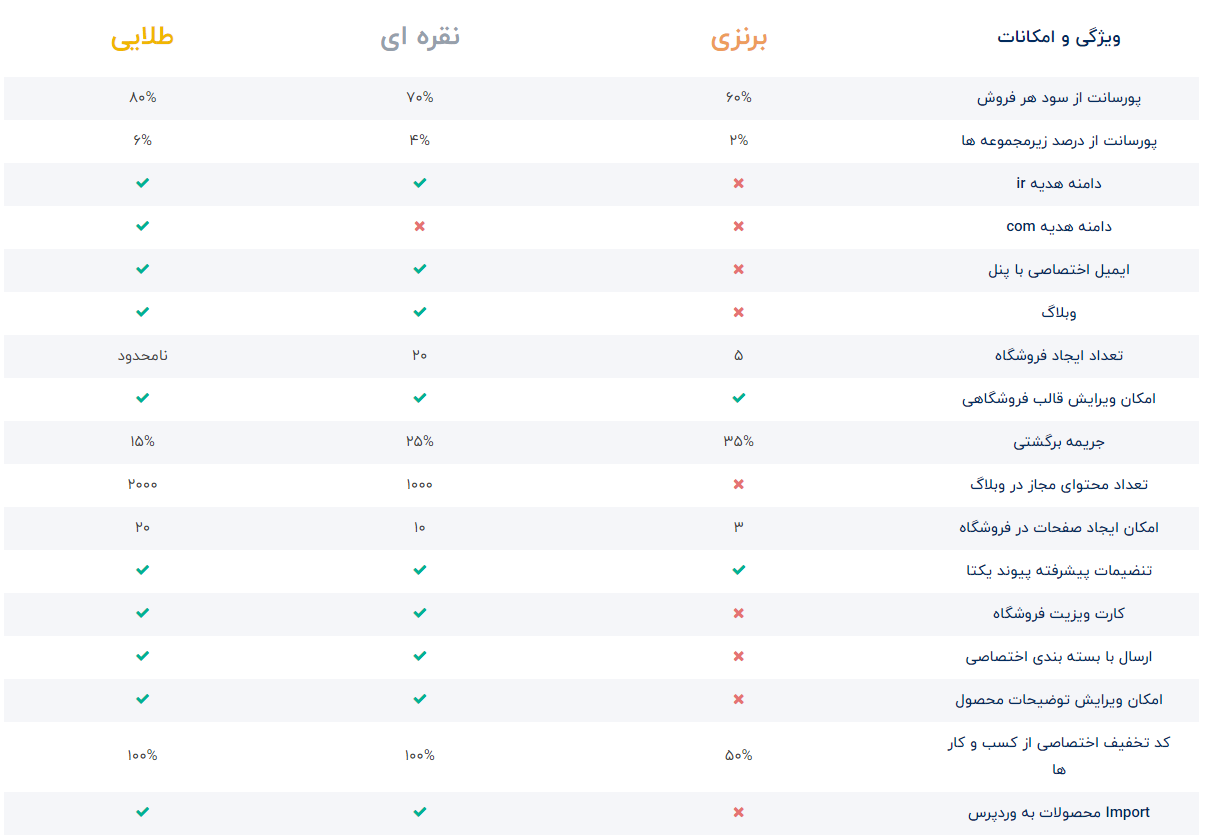 ویژگی و امکانات برنزی نقره ای طلایی
پورسانت از سود هر فروش ۶۰% ۷۰% ۸۰%
پورسانت از درصد زیرمجموعه ها ۲% ۴% ۶%
دامنه هدیه ir ✖ ✔ ✔
دامنه هدیه com ✖ ✖ ✔
ایمیل اختصاصی با پنل ✖ ✔ ✔
وبلاگ ✖ ✔ ✔
تعداد ایجاد فروشگاه ۵ ۲۰ نامحدود
امکان ویرایش قالب فروشگاهی ✔ ✔ ✔
جریمه برگشتی ۳۵% ۲۵% ۱۵%
تعداد محتوای مجاز در وبلاگ ✖ ۱۰۰۰ ۲۰۰۰
امکان ایجاد صفحات در فروشگاه ۳ ۱۰ ۲۰
تنضیمات پیشرفته پیوند یکتا ✔ ✔ ✔
کارت ویزیت فروشگاه ✖ ✔ ✔
ارسال با بسته بندی اختصاصی ✖ ✔ ✔
امکان ویرایش توضیحات محصول ✖ ✔ ✔
کد تخفیف اختصاصی از کسب و کار
ها ۵۰% ۱۰۰% ۱۰۰%
Import محصولات به وردپرس ✖ ✔ ✔